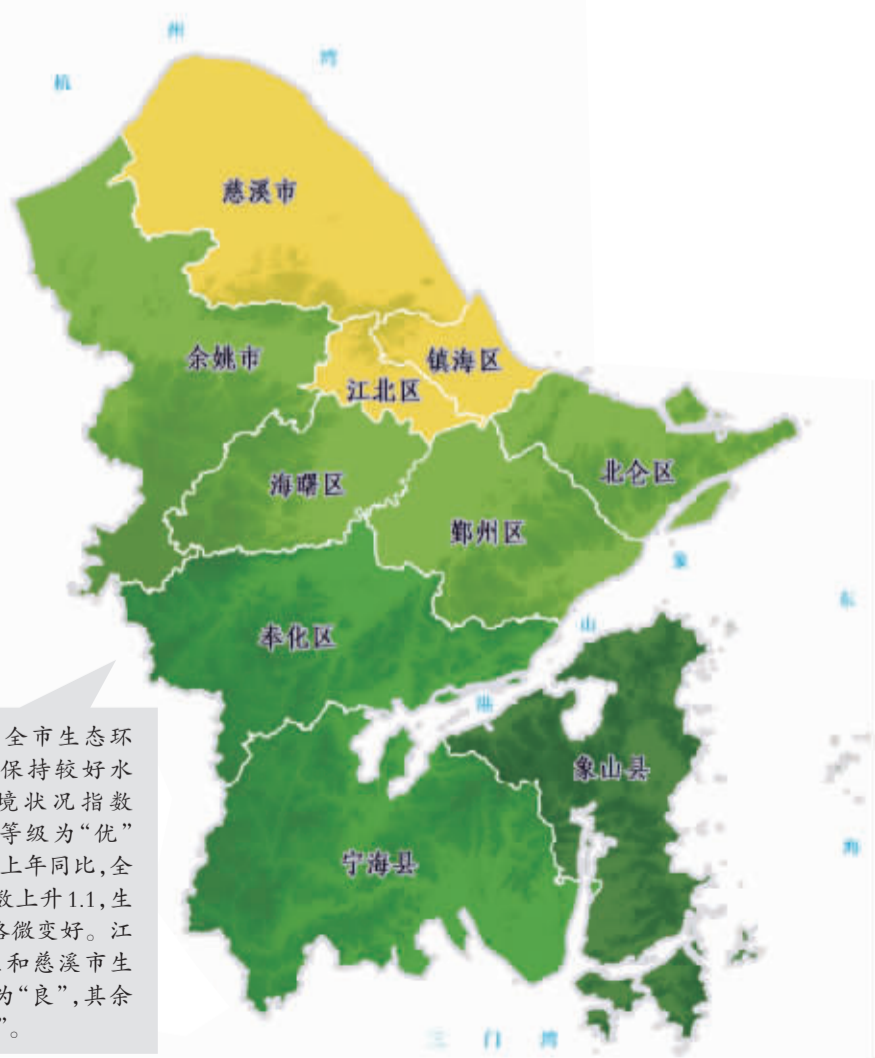 州
杭
湾
慈溪市
余姚市
镇海区
江北区
海曙区
北仑区
鄞州区
象
东
山
奉化区
港
象山县
海
宁海县
三门湾
全市生态环
保持较好水
境状况指数
等级为“优”
上年同比,全
数上升1.1,生
略微变好。江
和慈溪市生
为“良”,其余
”。